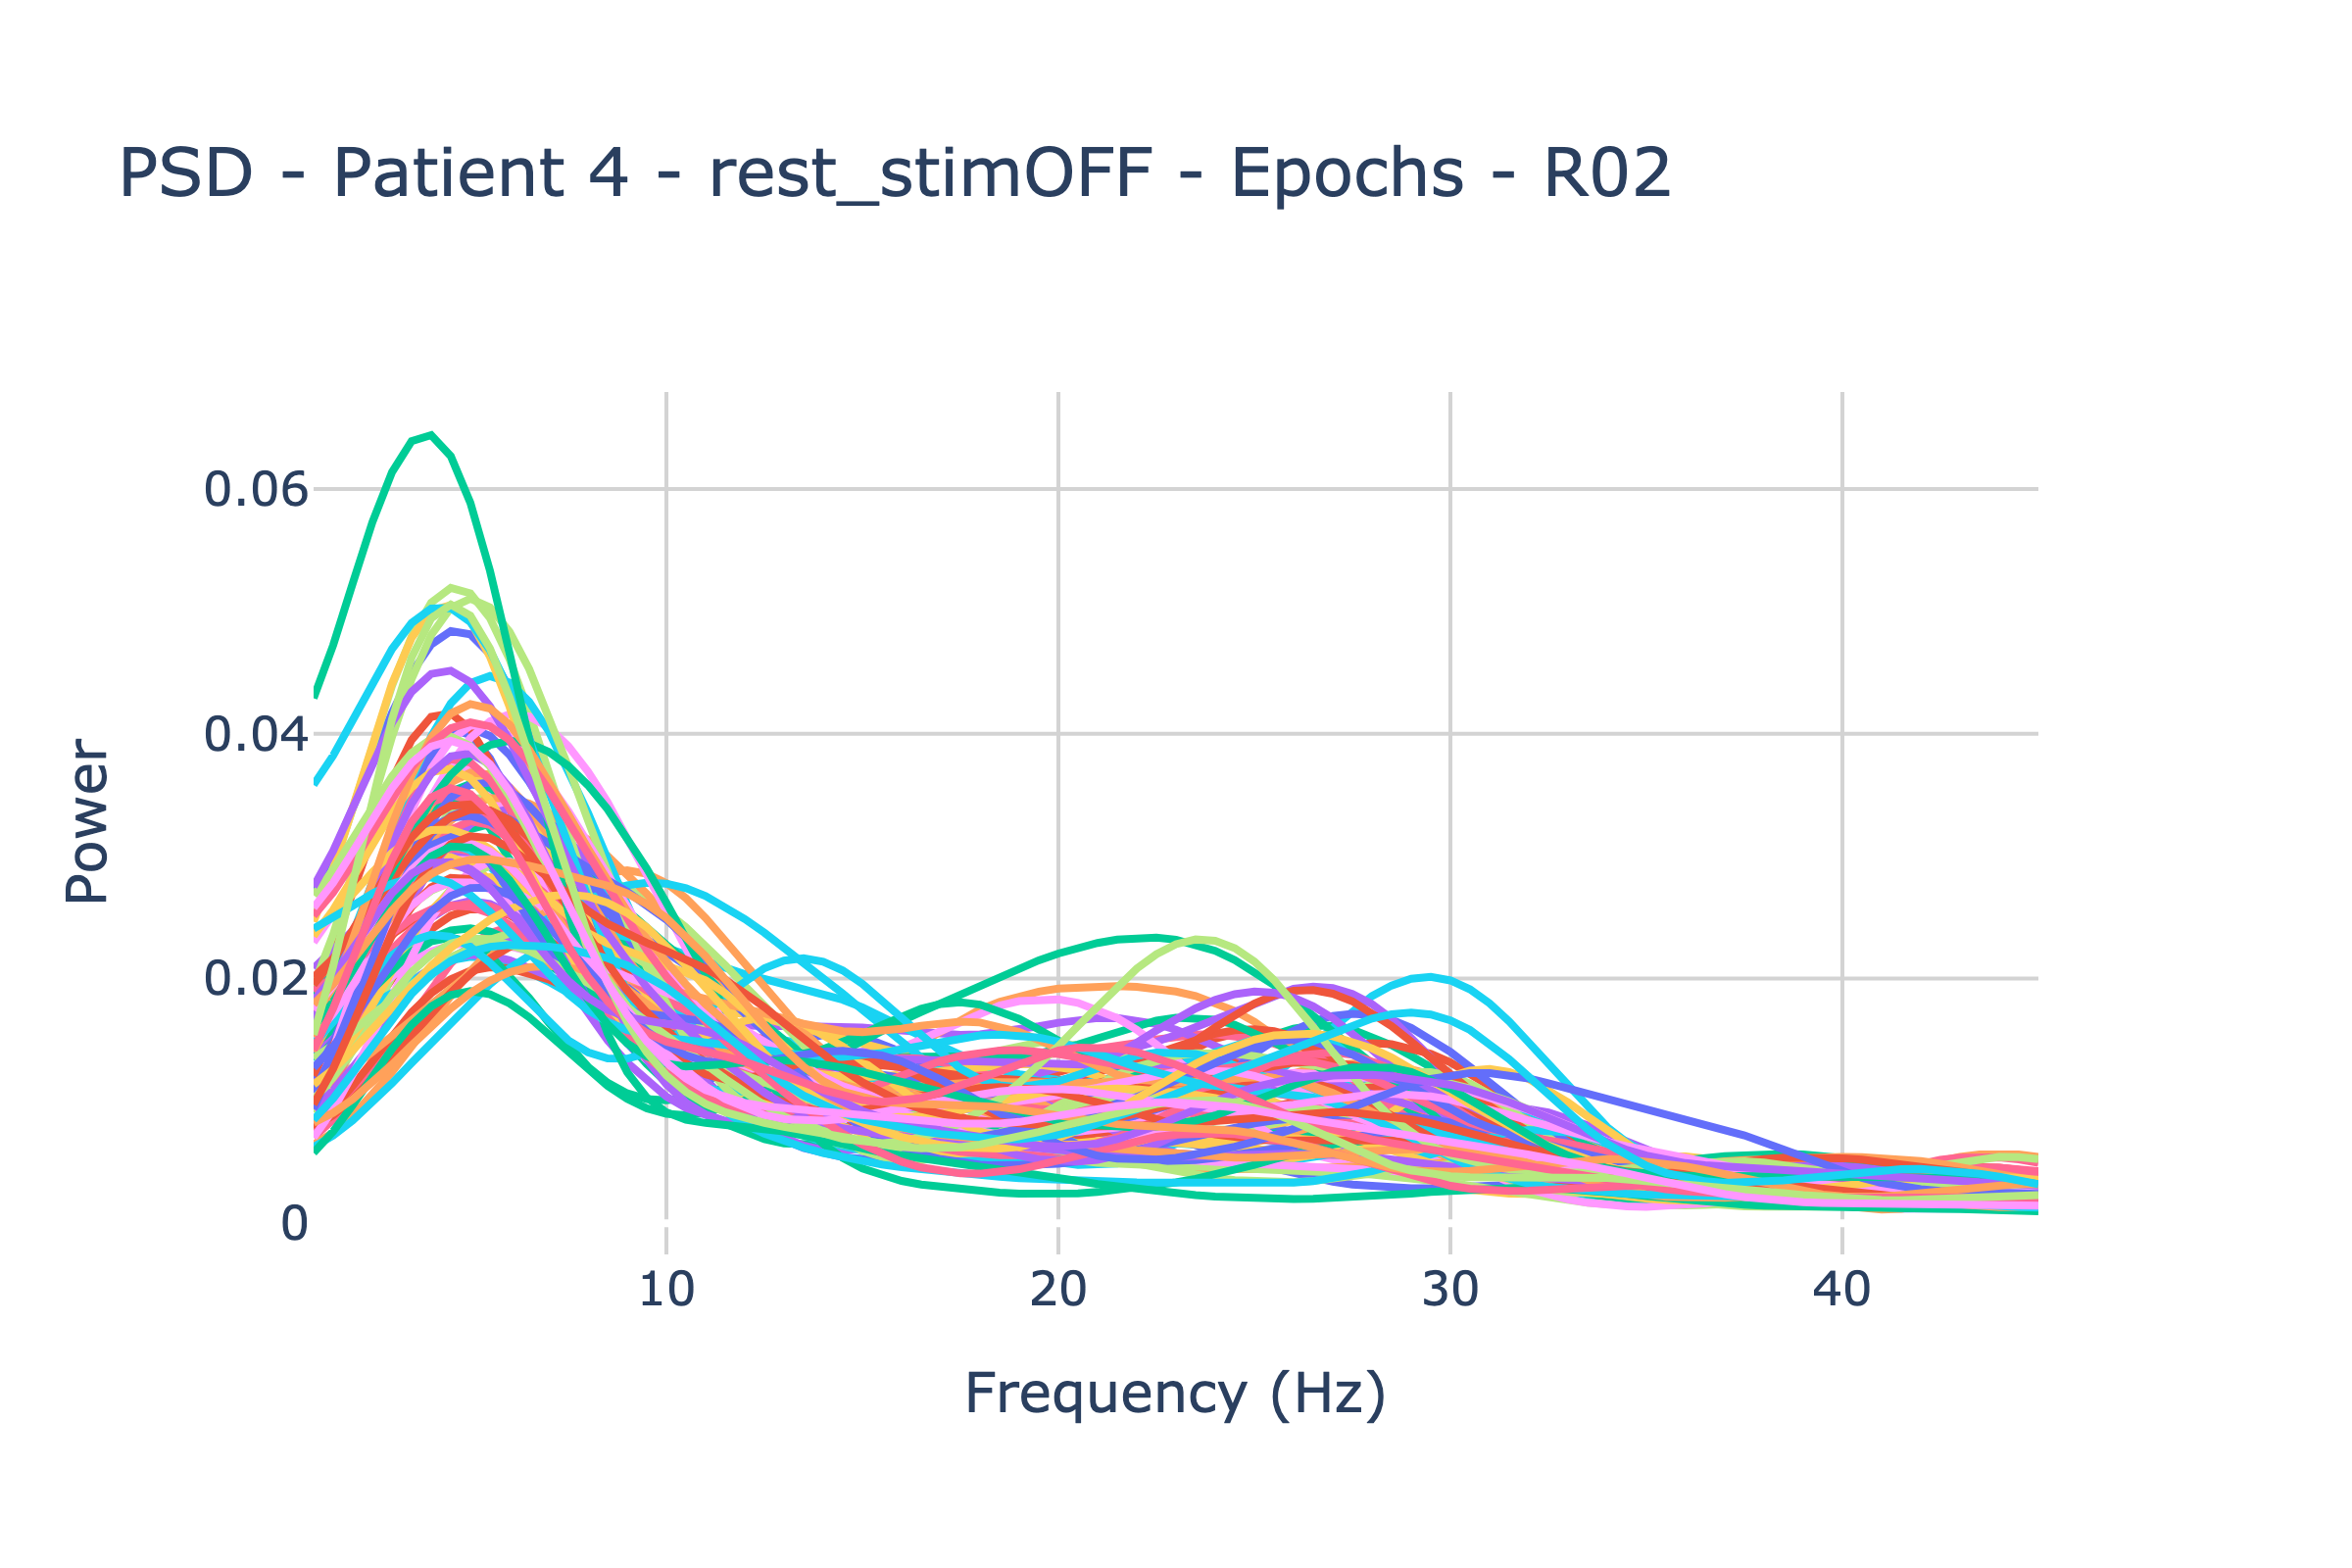 PSD - Patient 4 - rest_stimOFF - Epochs - R02
0.06
0.04
0.02
0
Power
10 20 30 40
Frequency (Hz)